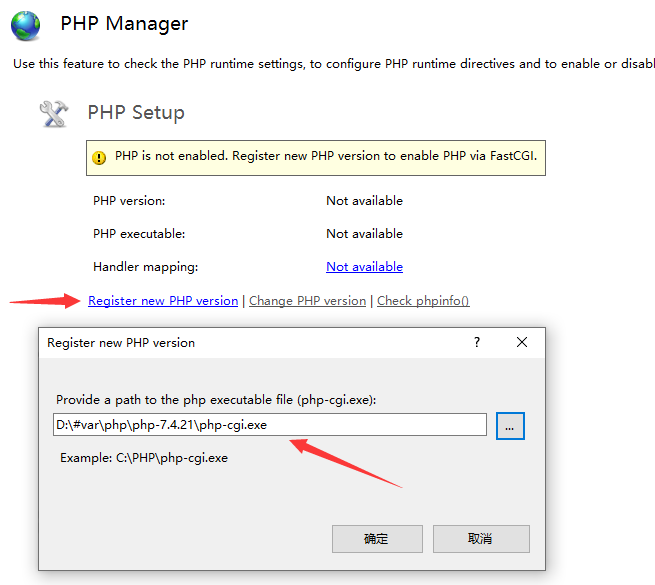 PHP Manager
Use this feature to check the PHP runtime settings, to configure PHP runtime directives and to enable or disabl
PHP Setup
PHP is not enabled. Register new PHP version to enable PHP via FastCGI.
PHP version: Not available
PHP executable: Not available
Handler mapping: Not available
Register new PHP version | Change PHP version | Check phpinfo()
Register new PHP version ?
Provide a path to the php executable file (php-cgi.exe):
D:\#var\php\php-7.4.21\php-cgi.exe ...
Example: C:\PHP\php-cgi.exe
确定 取消